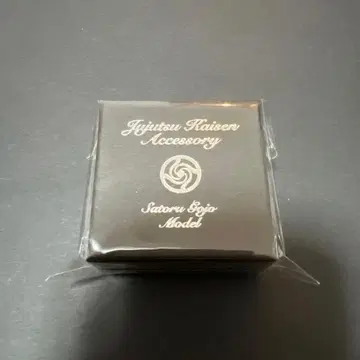 Jujutsu Kaisen
Accessory
Satoru Gojo
Model